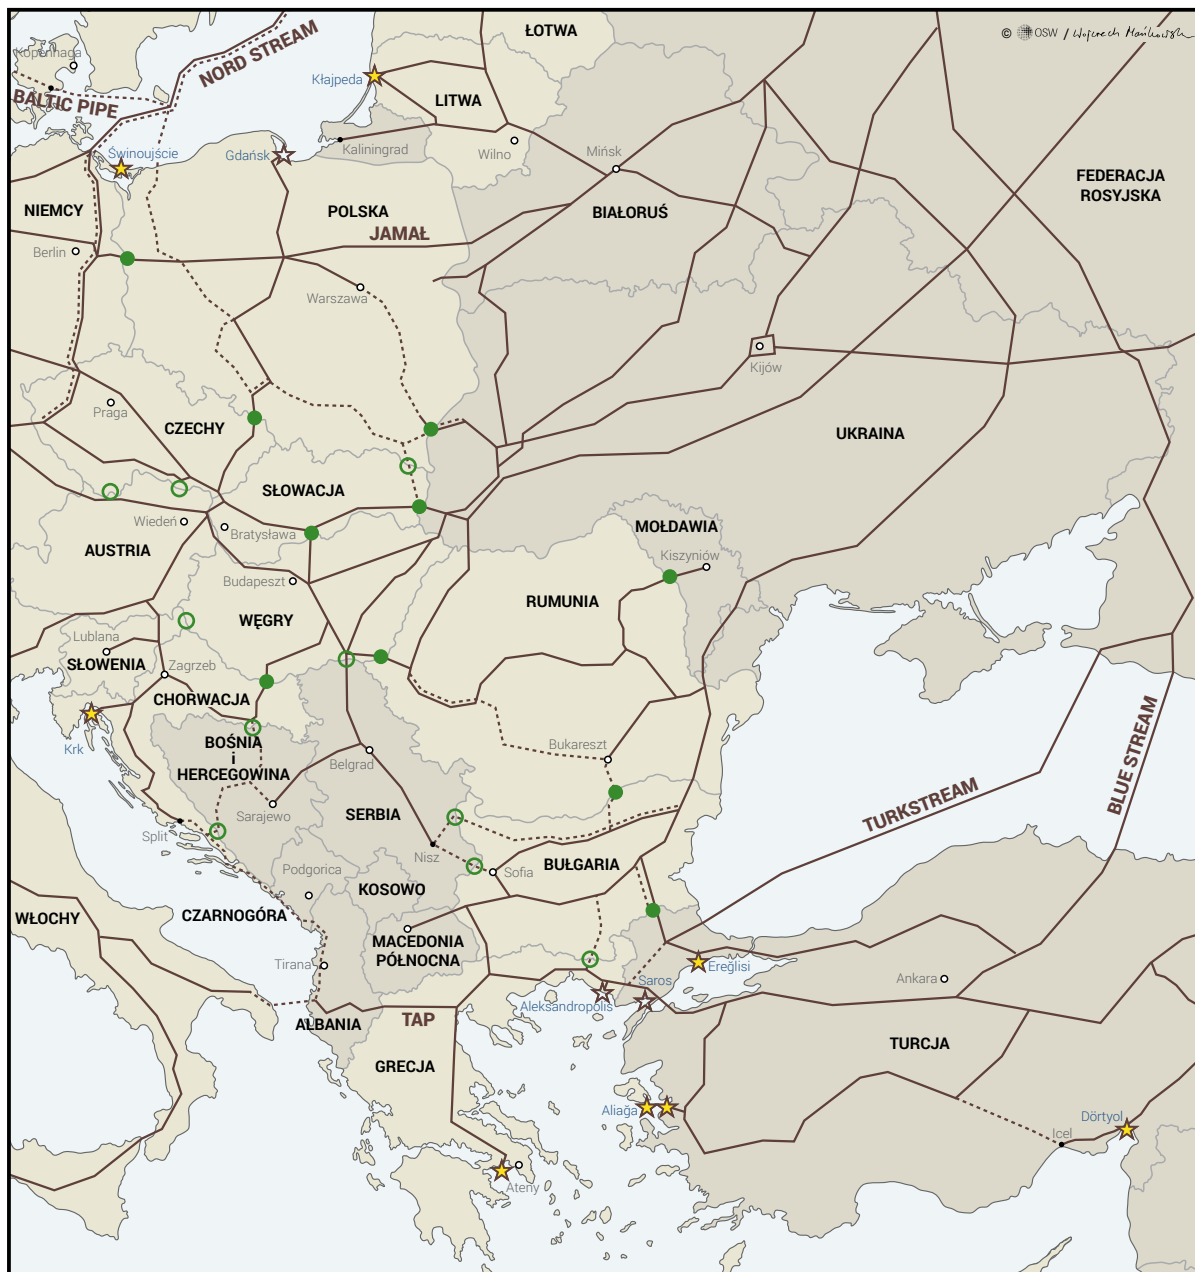 ŁOTWA
© OSW / Wojciech Mańkowski
Kopenhaga
NORD STREAM
Kłajpeda
BALTIC PIPE
LITWA
Świnoujście
Gdańsk
Kaliningrad
Wilno
Mińsk
FEDERACJA
ROSYJSKA
NIEMCY
POLSKA
BIAŁORUŚ
JAMAŁ
Berlin
Warszawa
Kijów
Praga
CZECHY
UKRAINA
SŁOWACJA
Wiedeń
Bratysława
MOŁDAWIA
AUSTRIA
Kiszyniów
Budapeszt
RUMUNIA
WĘGRY
Lublana
SŁOWENIA
Zagrzeb
CHORWACJA
Krk
BOŚNIA
i
HERCEGOWINA
Belgrad
Bukareszt
BLUE STREAM
TURKSTREAM
Sarajewo
SERBIA
Split
Nisz
BUŁGARIA
Sofia
Podgorica
KOSOWO
WŁOCHY
CZARNOGÓRA
MACEDONIA
PÓŁNOCNA
Tirana
Ereğlisi
Saros
Ankara
Aleksandropolis
ALBANIA
TAP
TURCJA
GRECJA
Aliağa
Dörtyol
Icel
Ateny